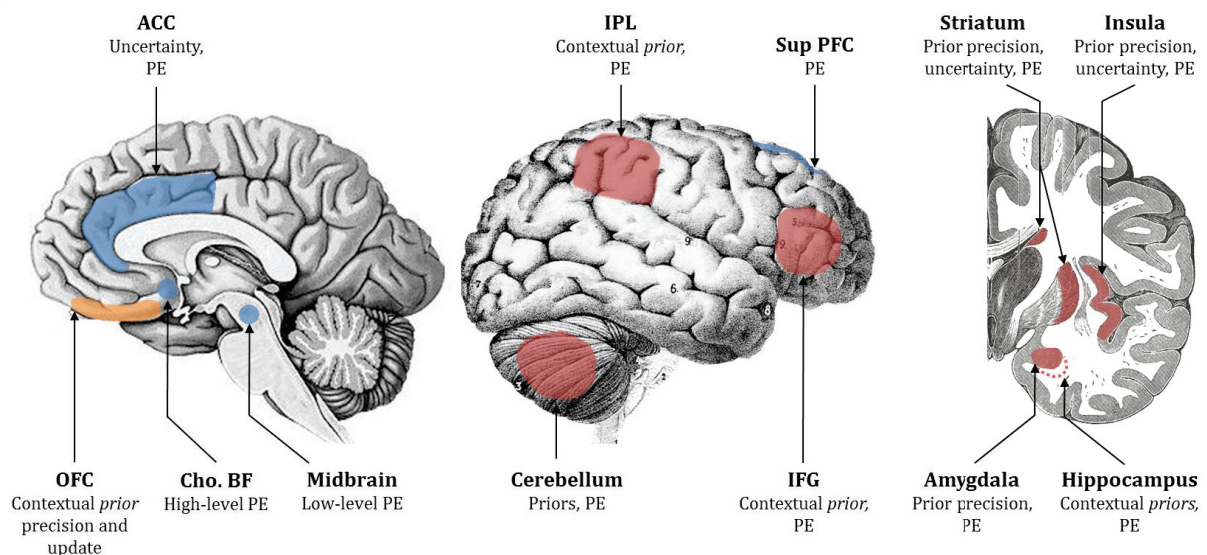 ACC
Uncertainty,
PE
IPL
Contextual prior,
PE
Sup PFC
PE
Striatum
Prior precision,
uncertainty, PE
Insula
Prior precision,
uncertainty, PE
5
9
9
7
6
8
3
2
OFC
Contextual prior
precision and
update
Cho. BF
High-level PE
Midbrain
Low-level PE
Cerebellum
Priors, PE
IFG
Contextual prior,
PE
Amygdala
Prior precision,
PE
Hippocampus
Contextual priors,
PE